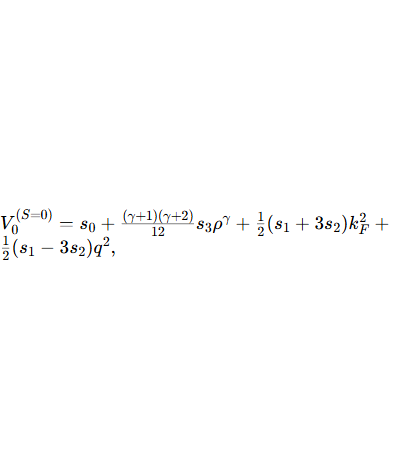 $V_0^{(S=0)} = s_0 + \frac{(\gamma+1)(\gamma+2)}{12} s_3 \rho^\gamma + \frac{1}{2}(s_1 + 3s_2)k_F^2 +$
$\frac{1}{2}(s_1 - 3s_2)q^2,$